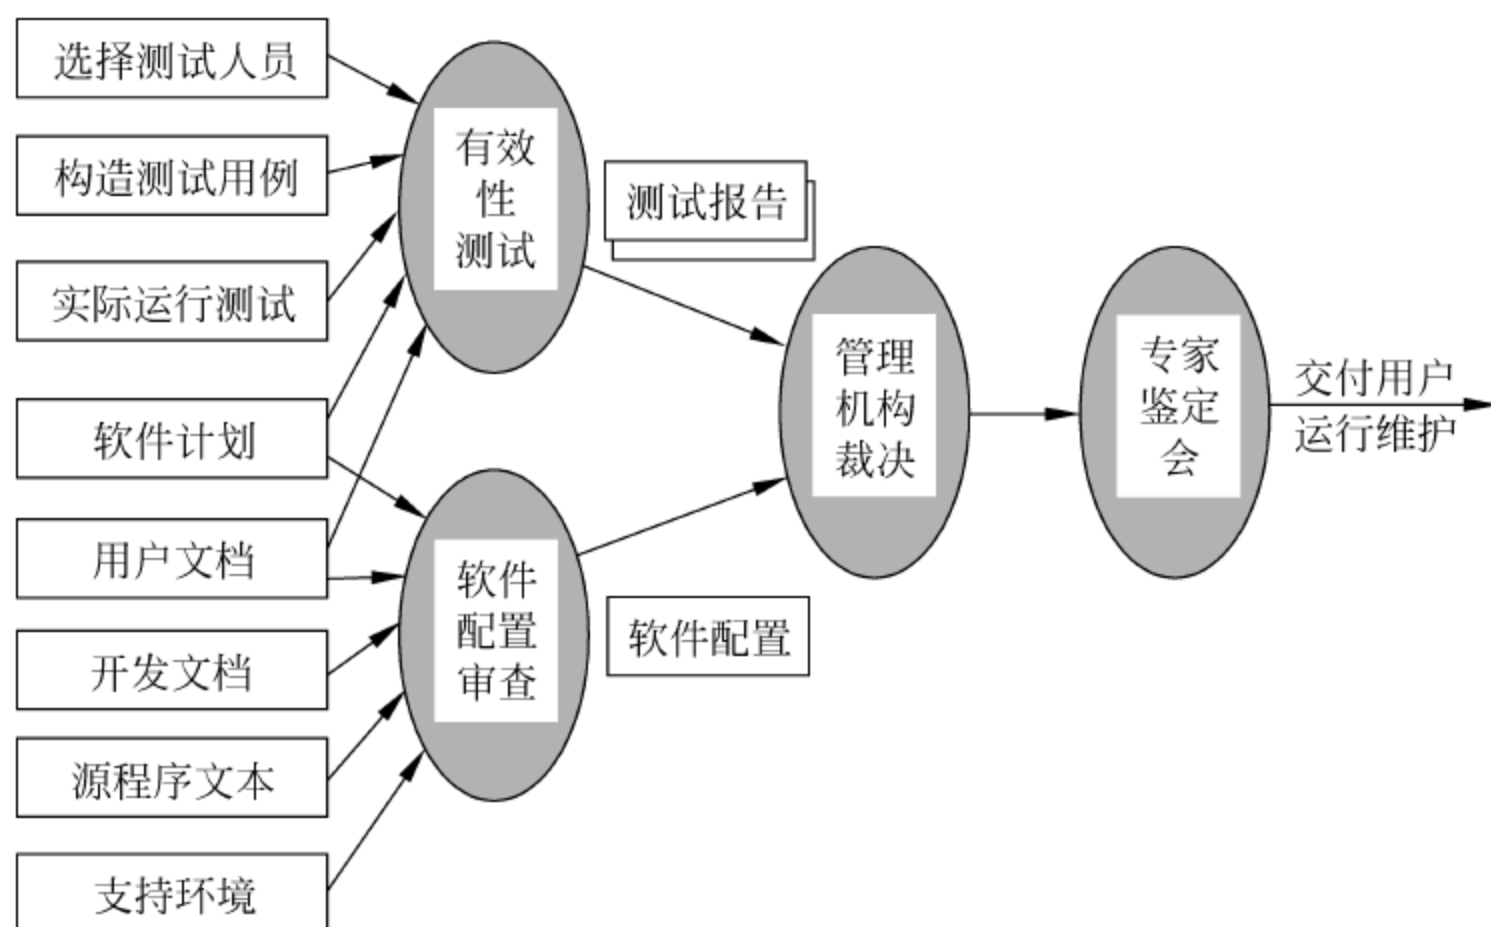 选择测试人员
构造测试用例
实际运行测试
软件计划
用户文档
开发文档
源程序文本
支持环境
有效
性
测试
软件
配置
审查
测试报告
软件配置
管理
机构
裁决
专家
鉴定
会
交付用户
运行维护